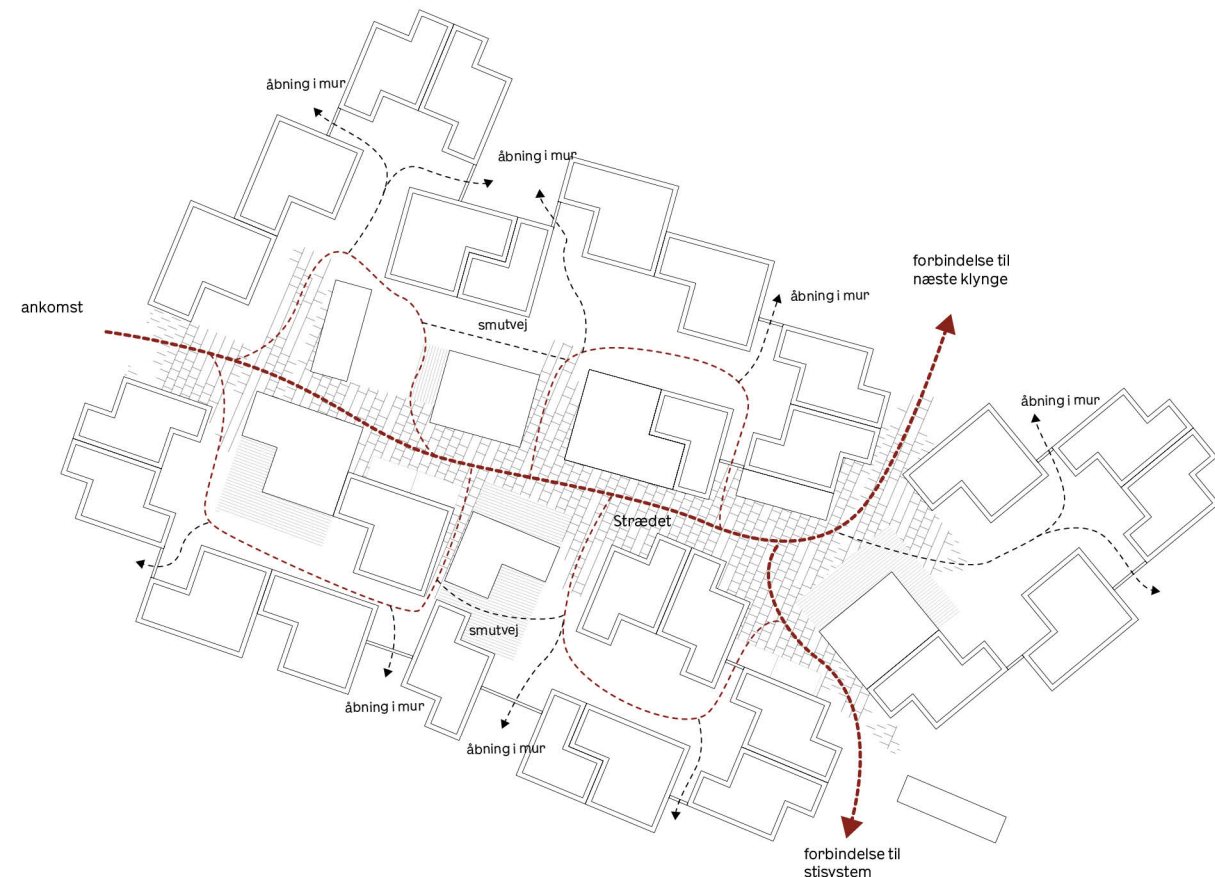 åbning i mur
åbning i mur
forbindelse til
næste klynge
ankomst
åbning i mur
smutvej
åbning i mur
Strædet
smutvej
åbning i mur
åbning i mur
forbindelse til
stisystem